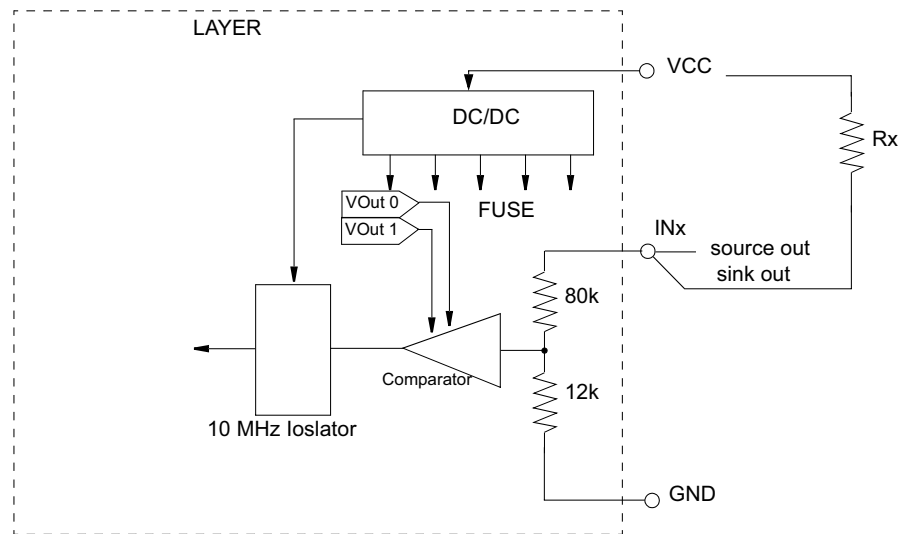 LAYER
VCC
DC/DC
Rx
VOut 0
FUSE
VOut 1
INx
source out
sink out
80k
Comparator
12k
10 MHz Ioslator
GND